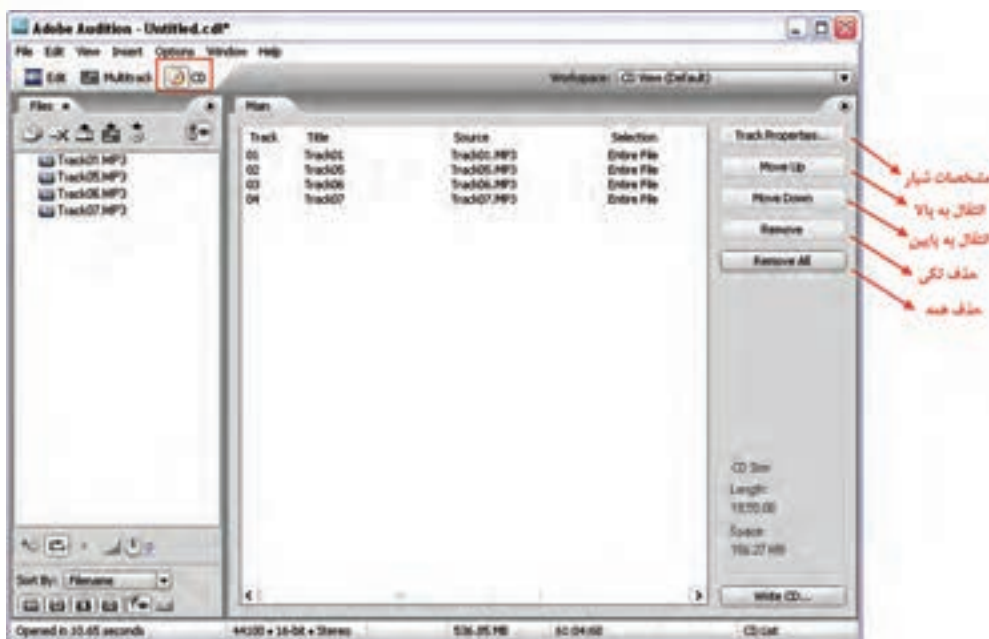 Adobe Audition - Untitled.cdl*
File Edit View Insert Options Window Help
Edit Multitrack CD
Workspace: CD View (Default)
Files
Main
Track Title Source Selection
01 Track01 Track01.MP3 Entire File
02 Track05 Track05.MP3 Entire File
03 Track06 Track06.MP3 Entire File
04 Track07 Track07.MP3 Entire File
Track01.MP3
Track05.MP3
Track06.MP3
Track07.MP3
Track Properties...
Move Up
Move Down
Remove
Remove All
مشخصات شیار
انتقال به بالا
انتقال به پایین
حذف تکی
حذف همه
CD Size
Length:
Space:
Sort By: Filename
Write CD...
Opened in 10.65 seconds
44100 • 16-bit • Stereo
CD List